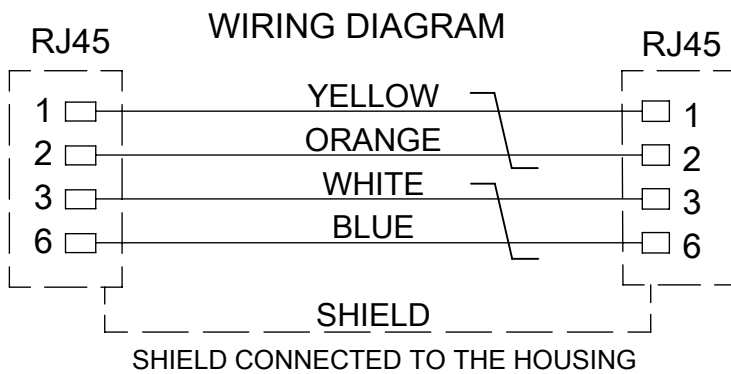 WIRING DIAGRAM
RJ45 RJ45
1 YELLOW 1
2 ORANGE 2
3 WHITE 3
6 BLUE 6
SHIELD
SHIELD CONNECTED TO THE HOUSING